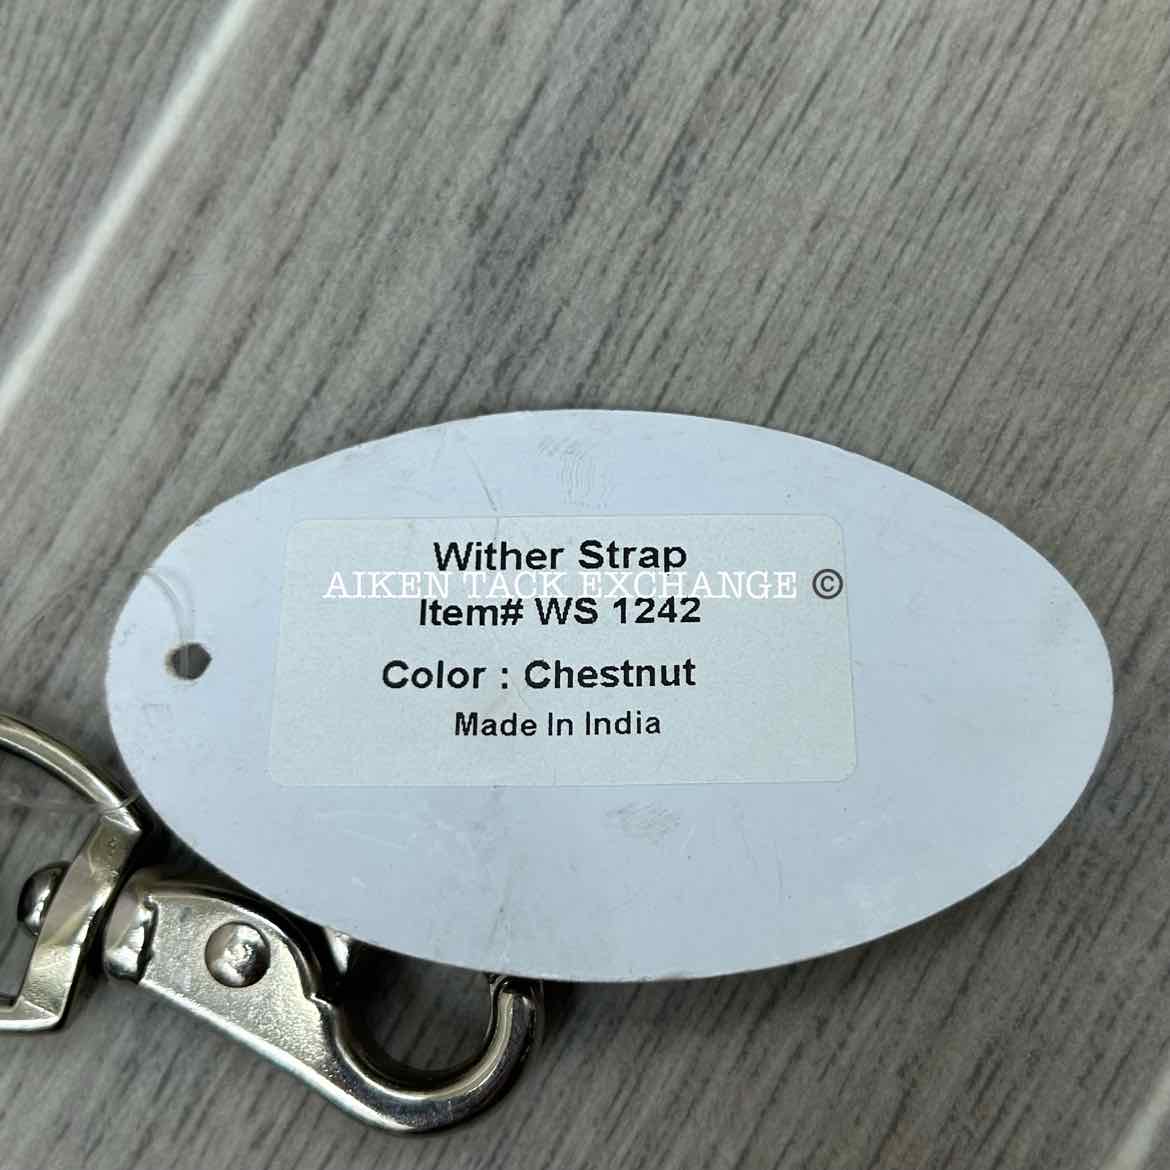 Wither Strap
AIKEN TACK EXCHANGE ©
Item# WS 1242
Color : Chestnut
Made In India